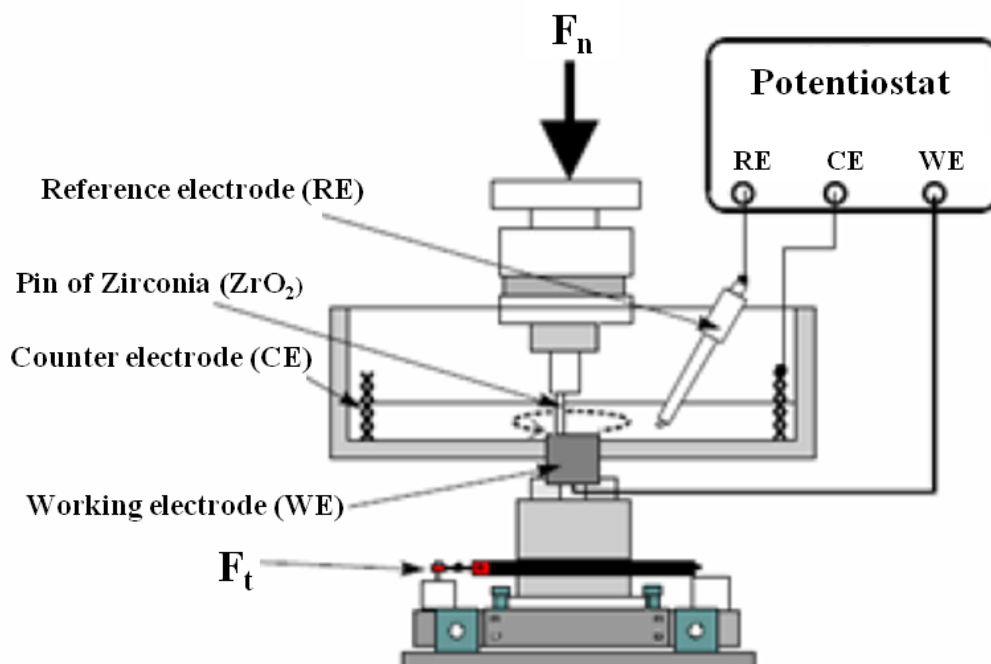 Fₙ
Potentiostat
RE CE WE
Reference electrode (RE)
Pin of Zirconia (ZrO₂)
Counter electrode (CE)
Working electrode (WE)
Fₜ